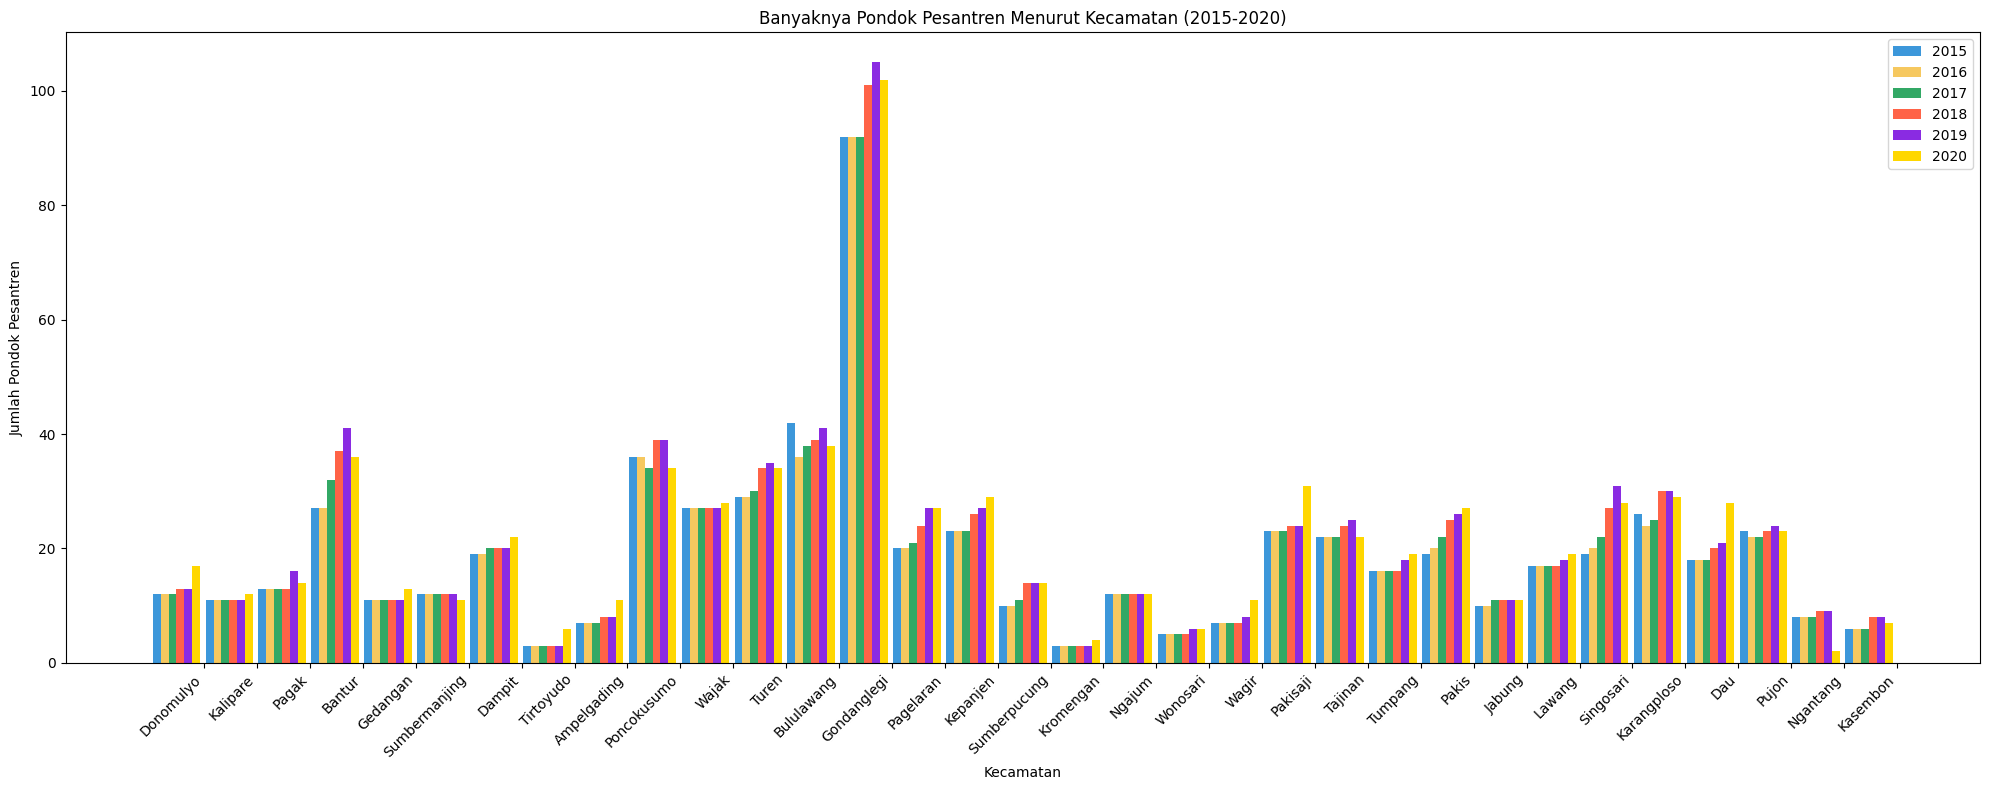 Banyaknya Pondok Pesantren Menurut Kecamatan (2015-2020)
2015
2016
2017
2018
2019
2020
Jumlah Pondok Pesantren
100
80
60
40
20
0
Donomulyo
Kalipare
Pagak
Bantur
Gedangan
Sumbermanjing
Dampit
Tirtoyudo
Ampelgading
Poncokusumo
Wajak
Turen
Bululawang
Gondanglegi
Pagelaran
Kepanjen
Sumberpucung
Kromengan
Ngajum
Wonosari
Wagir
Pakisaji
Tajinan
Tumpang
Pakis
Jabung
Lawang
Singosari
Karangploso
Dau
Pujon
Ngantang
Kasembon
Kecamatan